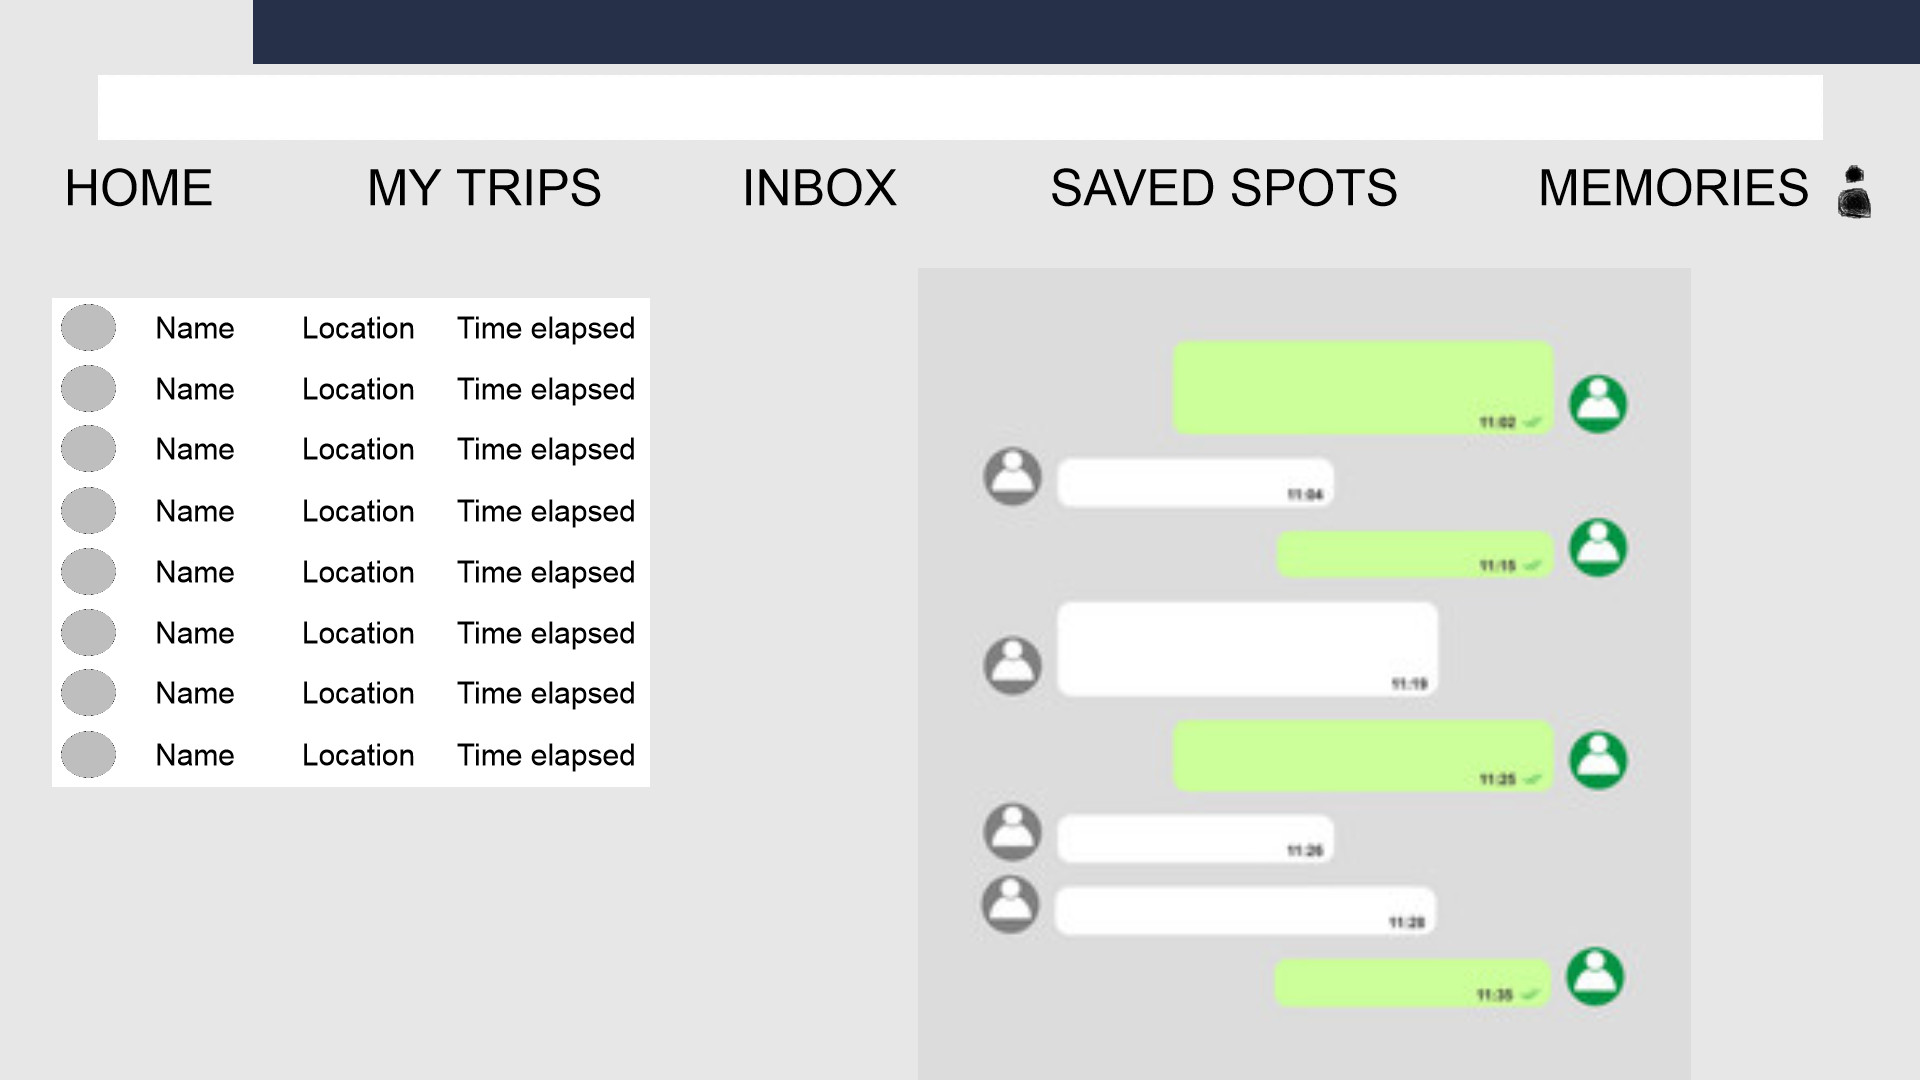 HOME MY TRIPS INBOX SAVED SPOTS MEMORIES
Name Location Time elapsed
Name Location Time elapsed
Name Location Time elapsed
Name Location Time elapsed
Name Location Time elapsed
Name Location Time elapsed
Name Location Time elapsed
Name Location Time elapsed
11:02
11:04
11:15
11:19
11:25
11:26
11:28
11:35